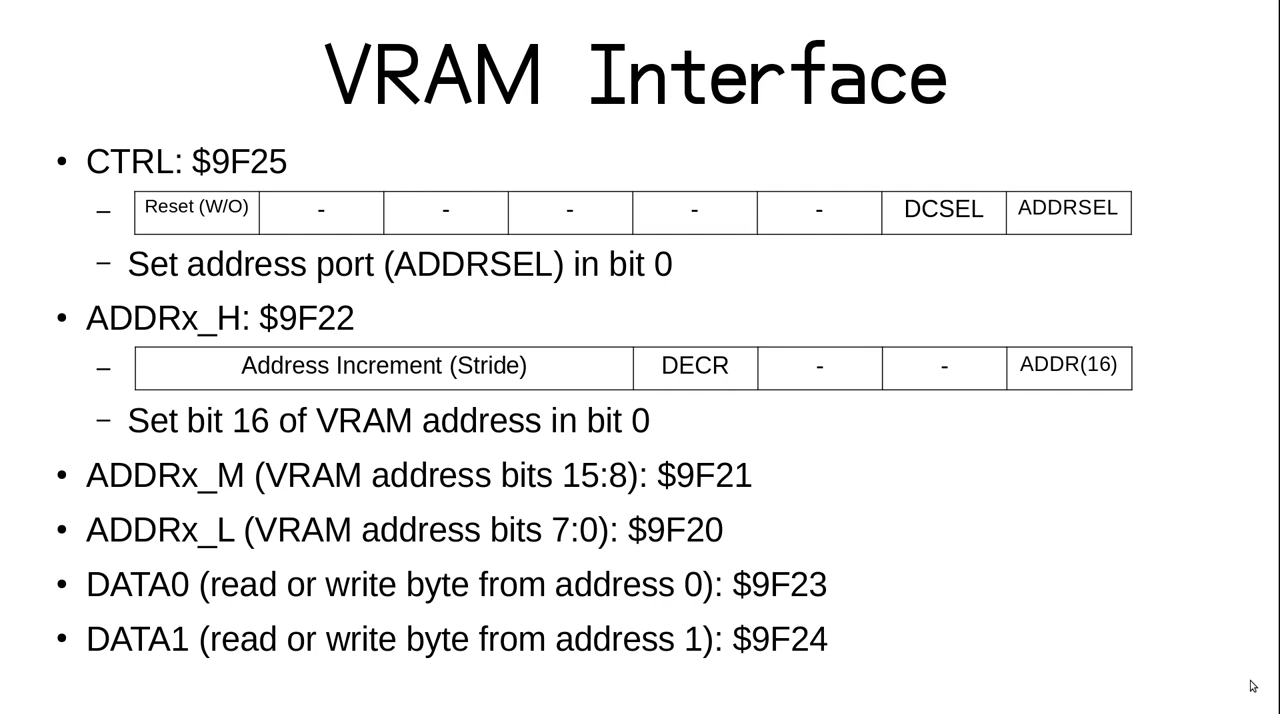 VRAM Interface
• CTRL: $9F25
– Reset (W/O) - - - - - DCSEL ADDRSEL
– Set address port (ADDRSEL) in bit 0
• ADDRx_H: $9F22
– Address Increment (Stride) DECR - - ADDR(16)
– Set bit 16 of VRAM address in bit 0
• ADDRx_M (VRAM address bits 15:8): $9F21
• ADDRx_L (VRAM address bits 7:0): $9F20
• DATA0 (read or write byte from address 0): $9F23
• DATA1 (read or write byte from address 1): $9F24